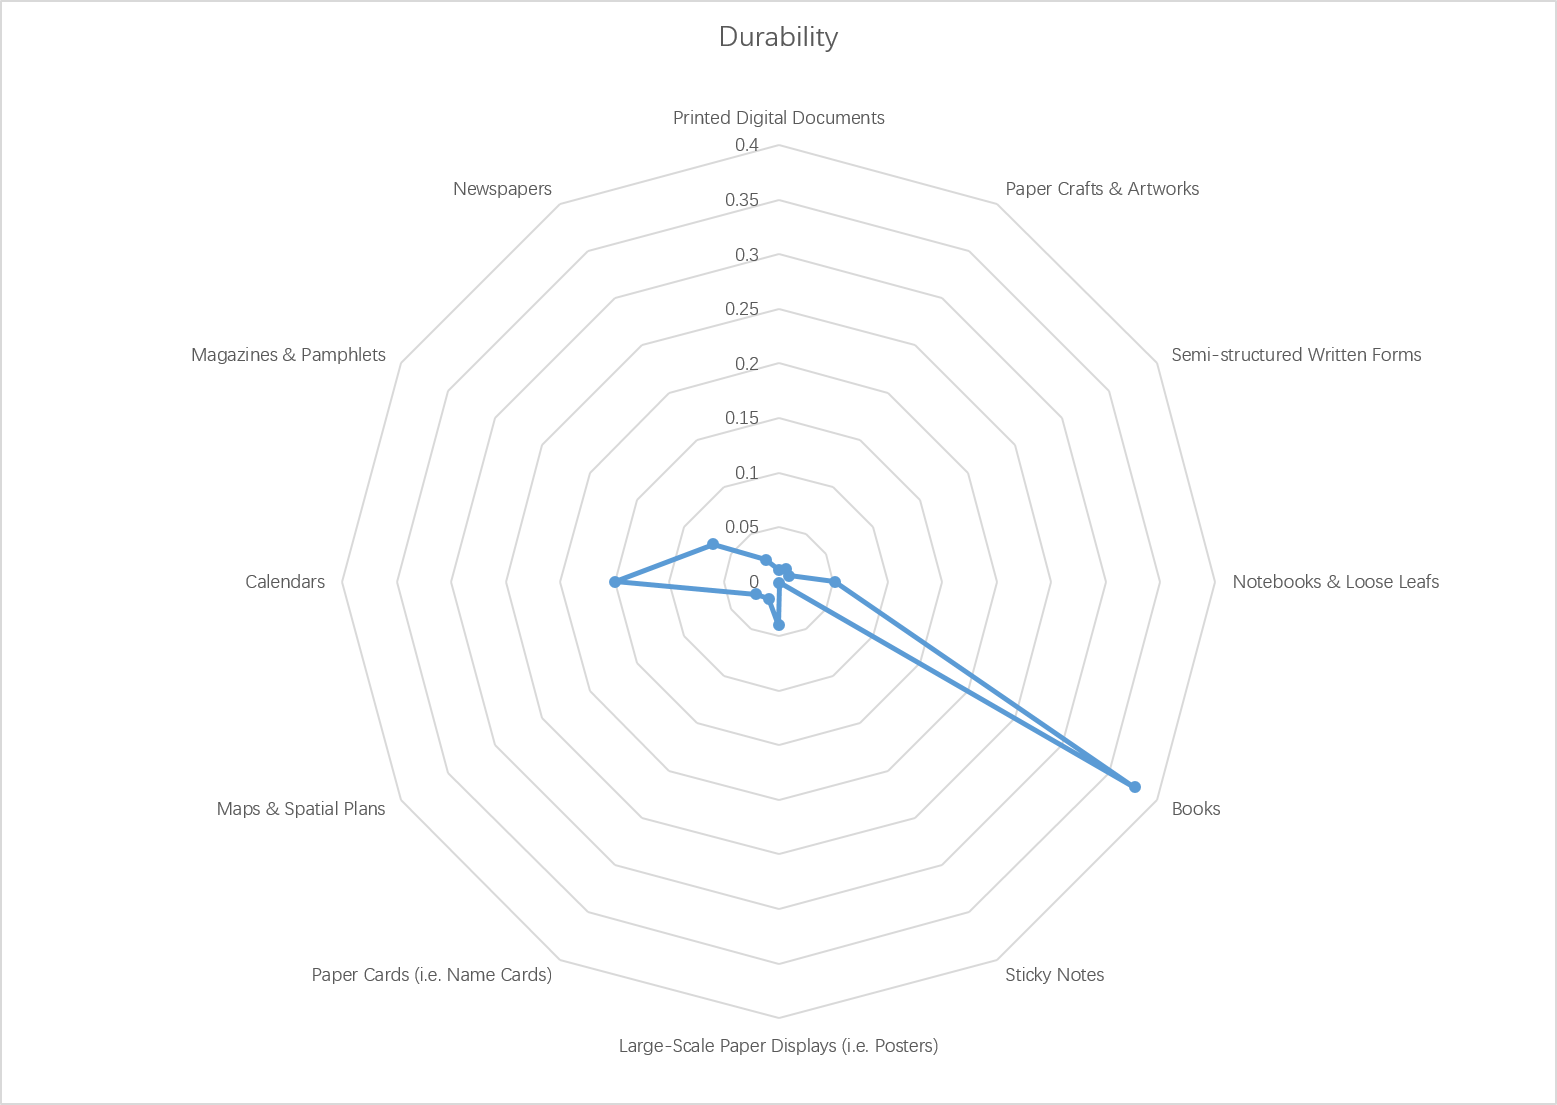 Durability
Printed Digital Documents
0.4
Newspapers
Paper Crafts & Artworks
0.35
0.3
0.25
Magazines & Pamphlets
Semi-structured Written Forms
0.2
0.15
0.1
0.05
Calendars
0
Notebooks & Loose Leafs
Maps & Spatial Plans
Books
Paper Cards (i.e. Name Cards)
Sticky Notes
Large-Scale Paper Displays (i.e. Posters)